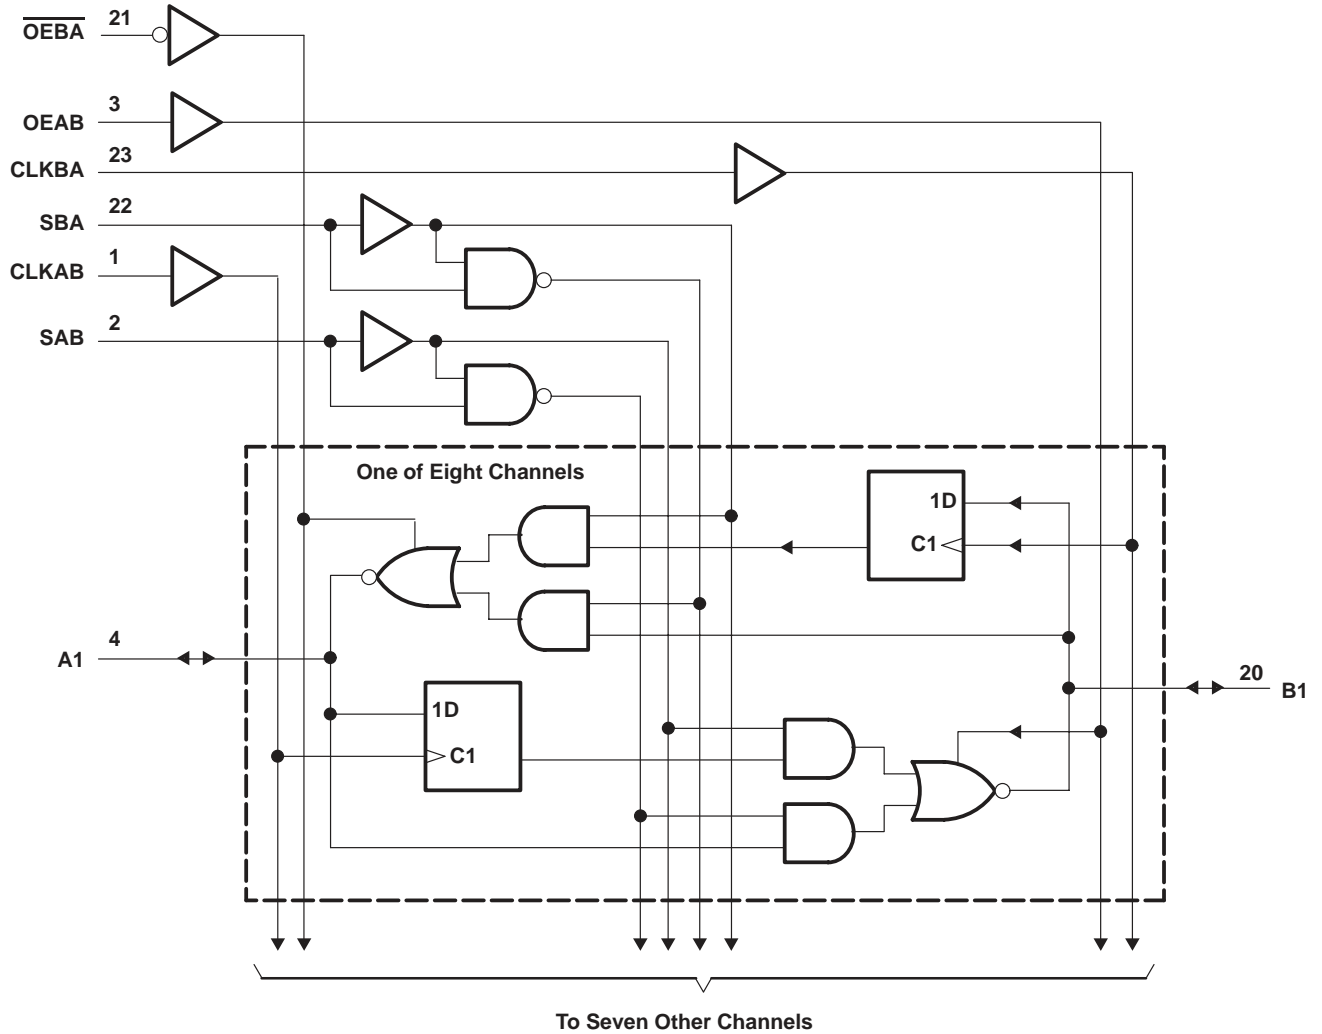 OEBA 21
OEAB 3
CLKBA 23
SBA 22
CLKAB 1
SAB 2
One of Eight Channels
1D
C1
A1 4
1D
C1
20 B1
To Seven Other Channels